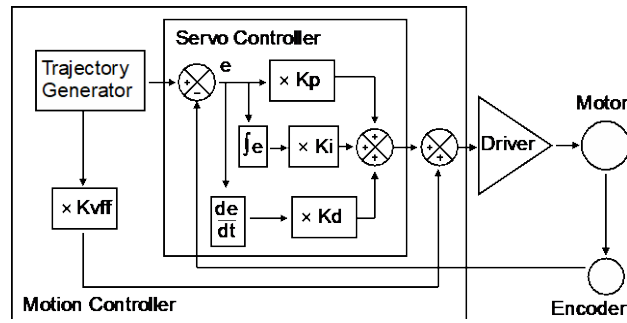 Servo Controller
Trajectory
Generator
e
× Kp
+
−
Motor
Driver
∫e
× Ki
+
+
+
+
+
× Kvff
de
dt
× Kd
Motion Controller
Encoder